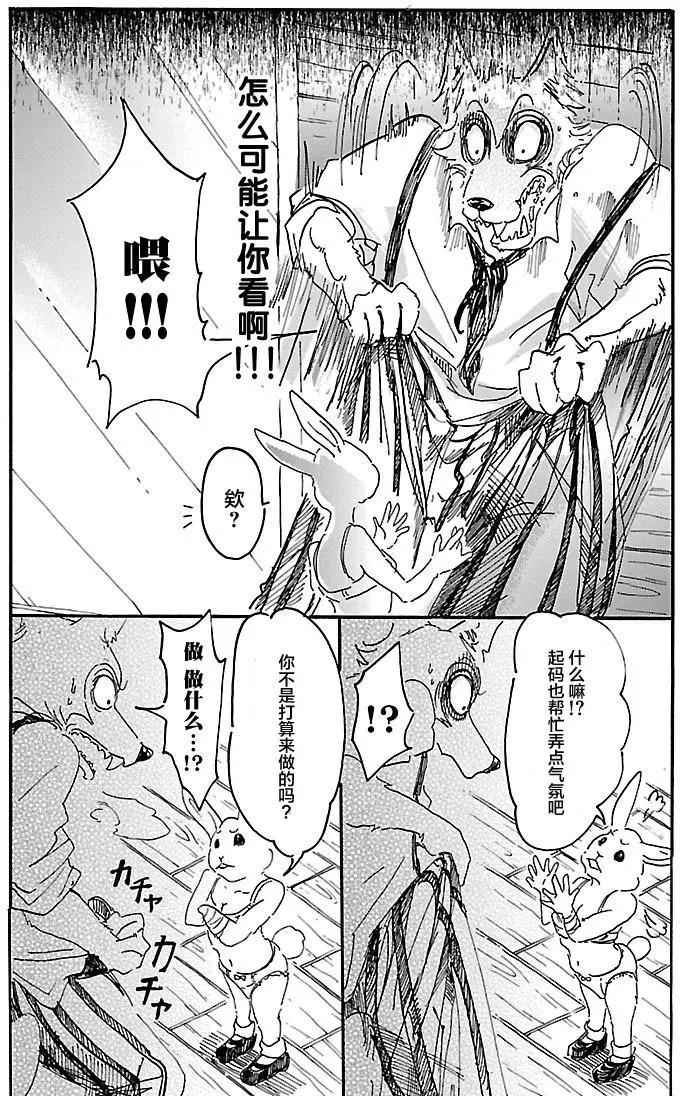 怎么可能让你看啊!!!
喂!!!
欸?
什么嘛!?
起码也帮忙弄点气氛吧
!?
你不是打算
来做的吗?
做 做什么…!?
カチャ
カチャ